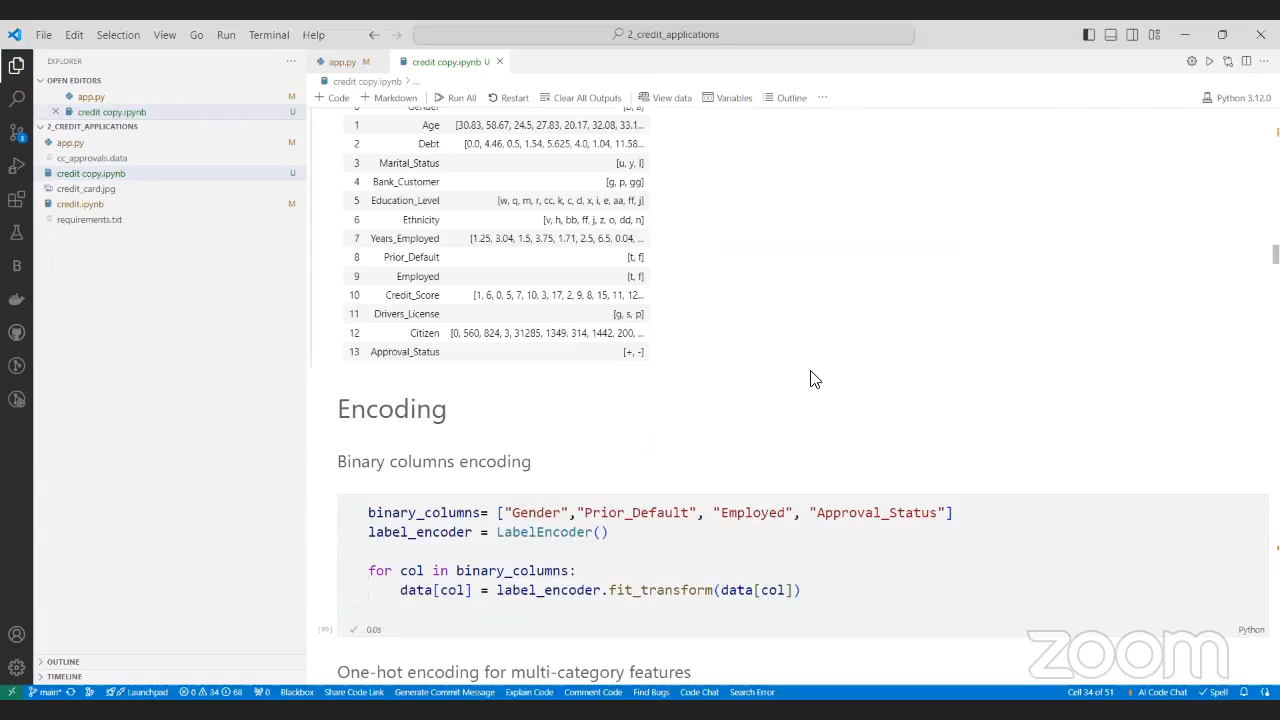 File Edit Selection View Go Run Terminal Help
2_credit_applications
EXPLORER
app.py M
credit copy.ipynb U
OPEN EDITORS
credit copy.ipynb > ...
app.py M
credit copy.ipynb U
Code Markdown Run All Restart Clear All Outputs View data Variables Outline ...
Python 3.12.0
2_CREDIT_APPLICATIONS
app.py M
cc_approvals.data
credit copy.ipynb U
credit_card.jpg
credit.ipynb M
requirements.txt
Gender [b, a]
1 Age [30.83, 58.67, 24.5, 27.83, 20.17, 32.08, 33.1...
2 Debt [0.0, 4.46, 0.5, 1.54, 5.625, 4.0, 1.04, 11.58...
3 Marital_Status [u, y, l]
4 Bank_Customer [g, p, gg]
5 Education_Level [w, q, m, r, cc, k, c, d, x, i, e, aa, ff, j]
6 Ethnicity [v, h, bb, ff, j, z, o, dd, n]
7 Years_Employed [1.25, 3.04, 1.5, 3.75, 1.71, 2.5, 6.5, 0.04, ...
8 Prior_Default [t, f]
9 Employed [t, f]
10 Credit_Score [1, 6, 0, 5, 7, 10, 3, 17, 2, 9, 8, 15, 11, 12...
11 Drivers_License [g, s, p]
12 Citizen [0, 560, 824, 3, 31285, 1349, 314, 1442, 200, ...
13 Approval_Status [+, -]
Encoding
Binary columns encoding
binary_columns= ["Gender","Prior_Default", "Employed", "Approval_Status"]
label_encoder = LabelEncoder()
for col in binary_columns:
data[col] = label_encoder.fit_transform(data[col])
[99] 0.0s Python
One-hot encoding for multi-category features
zoom
OUTLINE
TIMELINE
main* Launchpad 0 34 68 0 Blackbox Share Code Link Generate Commit Message Explain Code Comment Code Find Bugs Code Chat Search Error Cell 34 of 51 AI Code Chat Spell